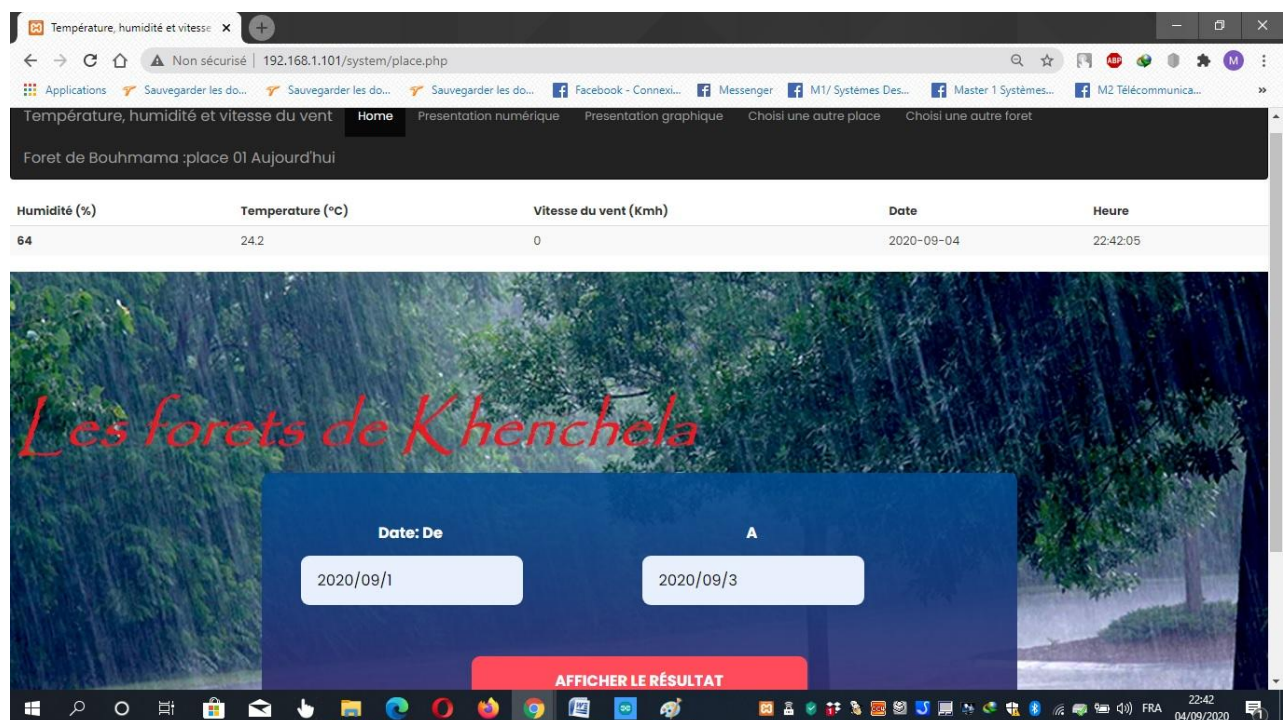 Température, humidité et vitesse
Non sécurisé | 192.168.1.101/system/place.php
ABP
M
Applications Sauvegarder les do... Sauvegarder les do... Sauvegarder les do... Facebook - Connexi... Messenger M1/ Systèmes Des... Master 1 Systèmes... M2 Télécommunica... »
Température, humidité et vitesse du vent Home Presentation numérique Presentation graphique Choisi une autre place Choisi une autre foret
Foret de Bouhmama :place 01 Aujourd'hui
Humidité (%) Temperature (°C) Vitesse du vent (Kmh) Date Heure
64 24.2 0 2020-09-04 22:42:05
Les forets de Khenchela
Date: De A
2020/09/1 2020/09/3
AFFICHER LE RÉSULTAT
FRA
22:42
04/09/2020